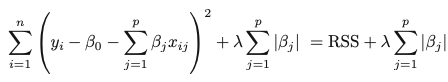 $$\sum_{i=1}^{n} \left( y_i - \beta_0 - \sum_{j=1}^{p} \beta_j x_{ij} \right)^2 + \lambda \sum_{j=1}^{p} |\beta_j| = \mathrm{RSS} + \lambda \sum_{j=1}^{p} |\beta_j|$$